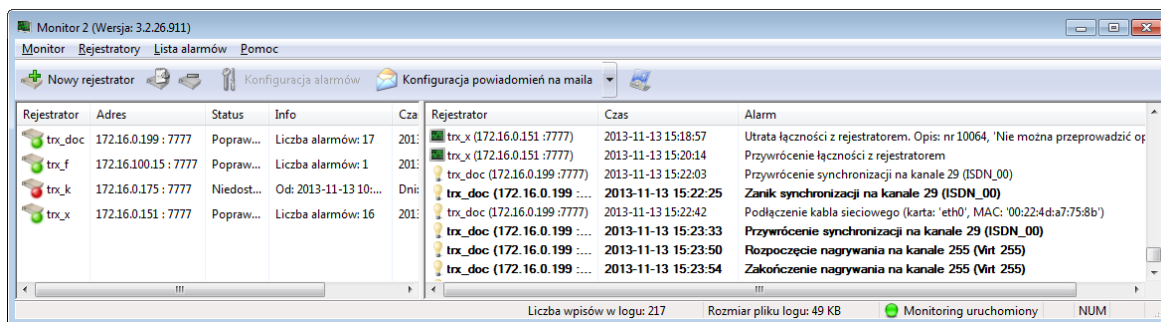 Monitor 2 (Wersja: 3.2.26.911)
Monitor Rejestratory Lista alarmów Pomoc
Nowy rejestrator Konfiguracja alarmów Konfiguracja powiadomień na maila
Rejestrator Adres Status Info Cza
trx_doc 172.16.0.199 : 7777 Popraw... Liczba alarmów: 17 201
trx_f 172.16.100.15 : 7777 Popraw... Liczba alarmów: 1 201
trx_k 172.16.0.175 : 7777 Niedost... Od: 2013-11-13 10:... Dni:
trx_x 172.16.0.151 : 7777 Popraw... Liczba alarmów: 16 201
Rejestrator Czas Alarm
trx_x (172.16.0.151 :7777) 2013-11-13 15:18:57 Utrata łączności z rejestratorem. Opis: nr 10064, 'Nie można przeprowadzić op
trx_x (172.16.0.151 :7777) 2013-11-13 15:20:14 Przywrócenie łączności z rejestratorem
trx_doc (172.16.0.199 :7777) 2013-11-13 15:22:03 Przywrócenie synchronizacji na kanale 29 (ISDN_00)
trx_doc (172.16.0.199 :... 2013-11-13 15:22:25 Zanik synchronizacji na kanale 29 (ISDN_00)
trx_doc (172.16.0.199 :7777) 2013-11-13 15:22:42 Podłączenie kabla sieciowego (karta: 'eth0', MAC: '00:22:4d:a7:75:8b')
trx_doc (172.16.0.199 :... 2013-11-13 15:23:33 Przywrócenie synchronizacji na kanale 29 (ISDN_00)
trx_doc (172.16.0.199 :... 2013-11-13 15:23:50 Rozpoczęcie nagrywania na kanale 255 (Virt 255)
trx_doc (172.16.0.199 :... 2013-11-13 15:23:54 Zakończenie nagrywania na kanale 255 (Virt 255)
Liczba wpisów w logu: 217 Rozmiar pliku logu: 49 KB Monitoring uruchomiony NUM